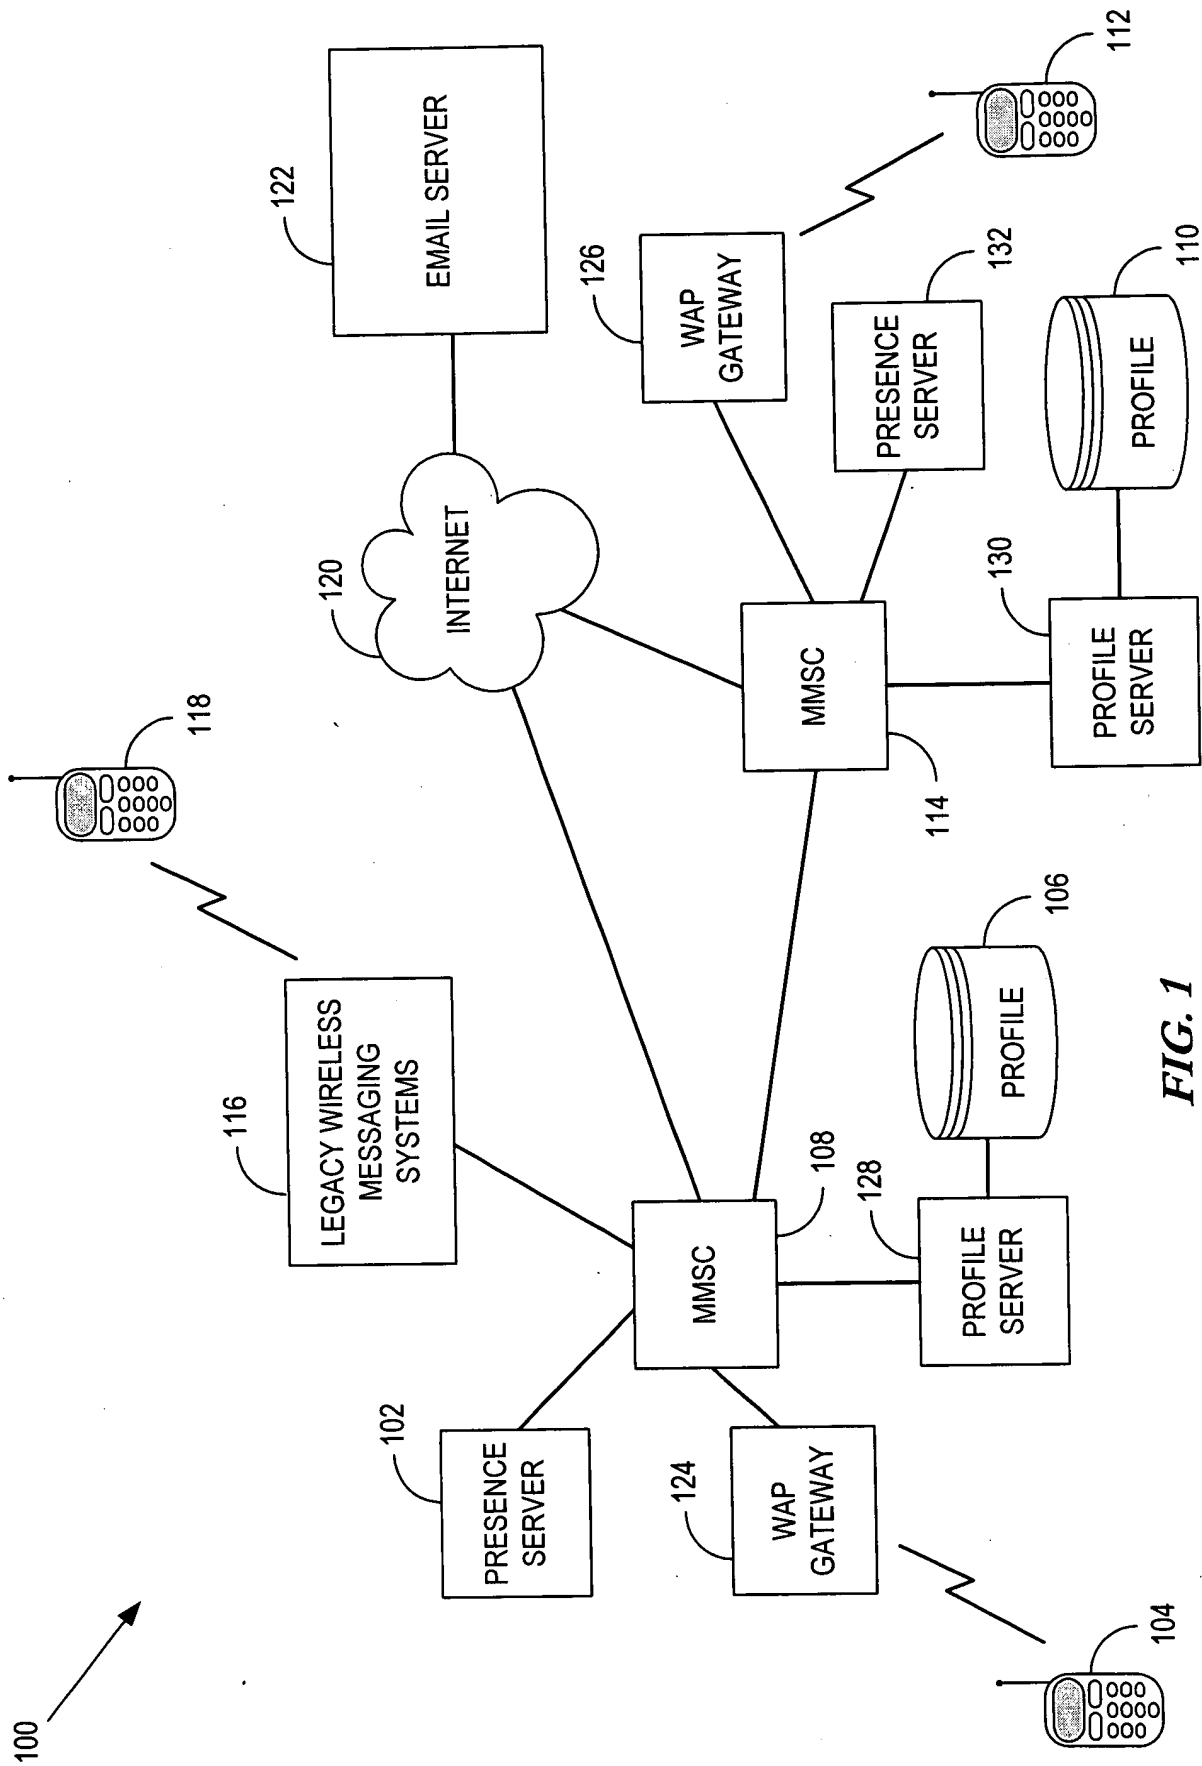 100
118
116
LEGACY WIRELESS
MESSAGING
SYSTEMS
120
INTERNET
122
EMAIL SERVER
102
PRESENCE
SERVER
124
WAP
GATEWAY
104
MMSC
108
128
PROFILE
SERVER
PROFILE
106
MMSC
114
126
WAP
GATEWAY
112
PRESENCE
SERVER
132
130
PROFILE
SERVER
PROFILE
110
FIG. 1